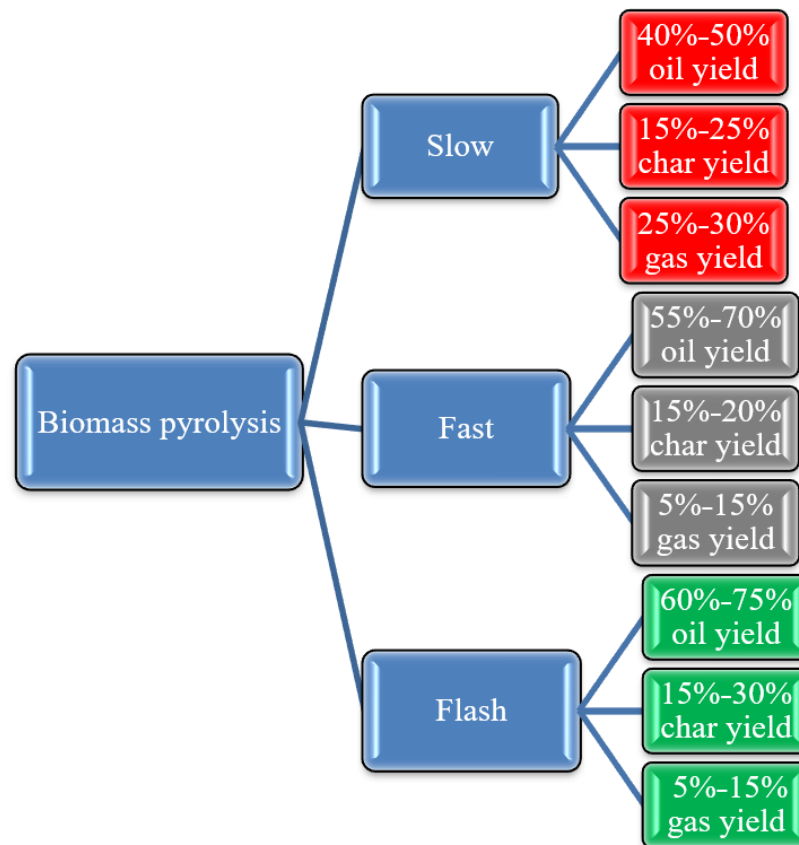 Biomass pyrolysis
Slow
40%-50%
oil yield
15%-25%
char yield
25%-30%
gas yield
Fast
55%-70%
oil yield
15%-20%
char yield
5%-15%
gas yield
Flash
60%-75%
oil yield
15%-30%
char yield
5%-15%
gas yield